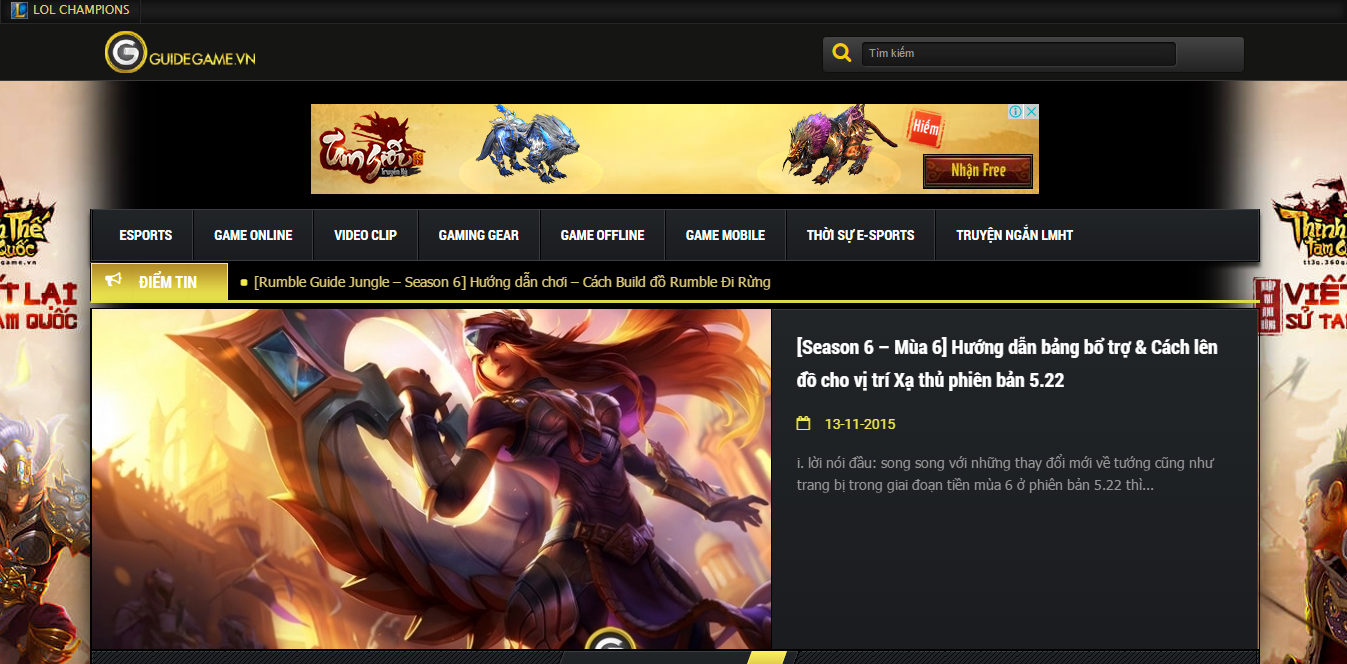 LOL CHAMPIONS
GUIDEGAME.VN
Tìm kiếm
Tam Giới
Truyền Kỳ
Hiếm
Nhận Free
ESPORTS
GAME ONLINE
VIDEO CLIP
GAMING GEAR
GAME OFFLINE
GAME MOBILE
THỜI SỰ E-SPORTS
TRUYỆN NGẮN LMHT
ĐIỂM TIN
[Rumble Guide Jungle – Season 6] Hướng dẫn chơi – Cách Build đồ Rumble Đi Rừng
[Season 6 – Mùa 6] Hướng dẫn bảng bổ trợ & Cách lên
đồ cho vị trí Xạ thủ phiên bản 5.22
13-11-2015
i. lời nói đầu: song song với những thay đổi mới về tướng cũng như
trang bị trong giai đoạn tiền mùa 6 ở phiên bản 5.22 thì...
Thế
Quốc
T LẠI
AM QUỐC
Thịnh
Tam Q
VIẾT
SỬ TA